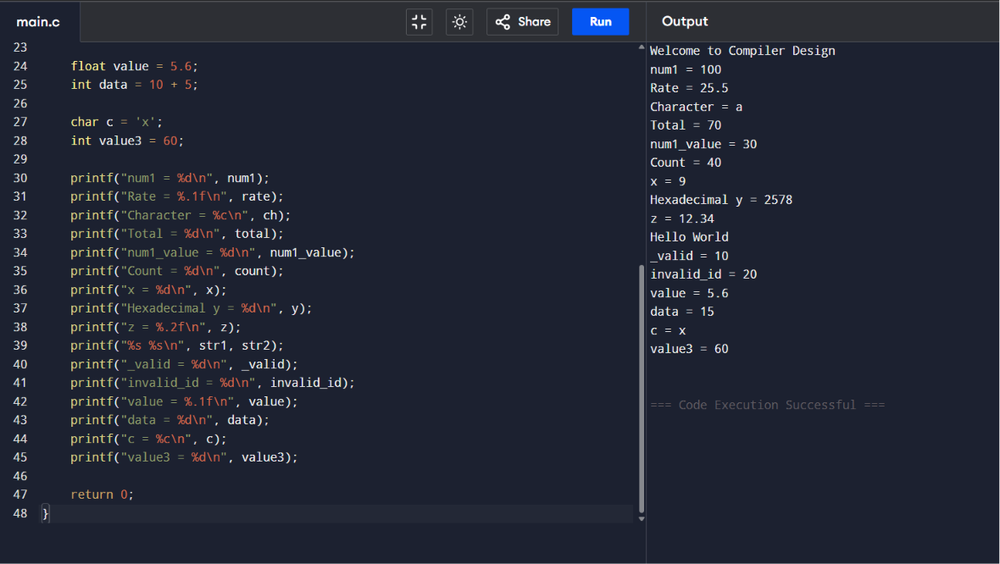 main.c
Share
Run
Output
23
24 float value = 5.6;
25 int data = 10 + 5;
26
27 char c = 'x';
28 int value3 = 60;
29
30 printf("num1 = %d\n", num1);
31 printf("Rate = %.1f\n", rate);
32 printf("Character = %c\n", ch);
33 printf("Total = %d\n", total);
34 printf("num1_value = %d\n", num1_value);
35 printf("Count = %d\n", count);
36 printf("x = %d\n", x);
37 printf("Hexadecimal y = %d\n", y);
38 printf("z = %.2f\n", z);
39 printf("%s %s\n", str1, str2);
40 printf("_valid = %d\n", _valid);
41 printf("invalid_id = %d\n", invalid_id);
42 printf("value = %.1f\n", value);
43 printf("data = %d\n", data);
44 printf("c = %c\n", c);
45 printf("value3 = %d\n", value3);
46
47 return 0;
48 }
Welcome to Compiler Design
num1 = 100
Rate = 25.5
Character = a
Total = 70
num1_value = 30
Count = 40
x = 9
Hexadecimal y = 2578
z = 12.34
Hello World
_valid = 10
invalid_id = 20
value = 5.6
data = 15
c = x
value3 = 60
=== Code Execution Successful ===